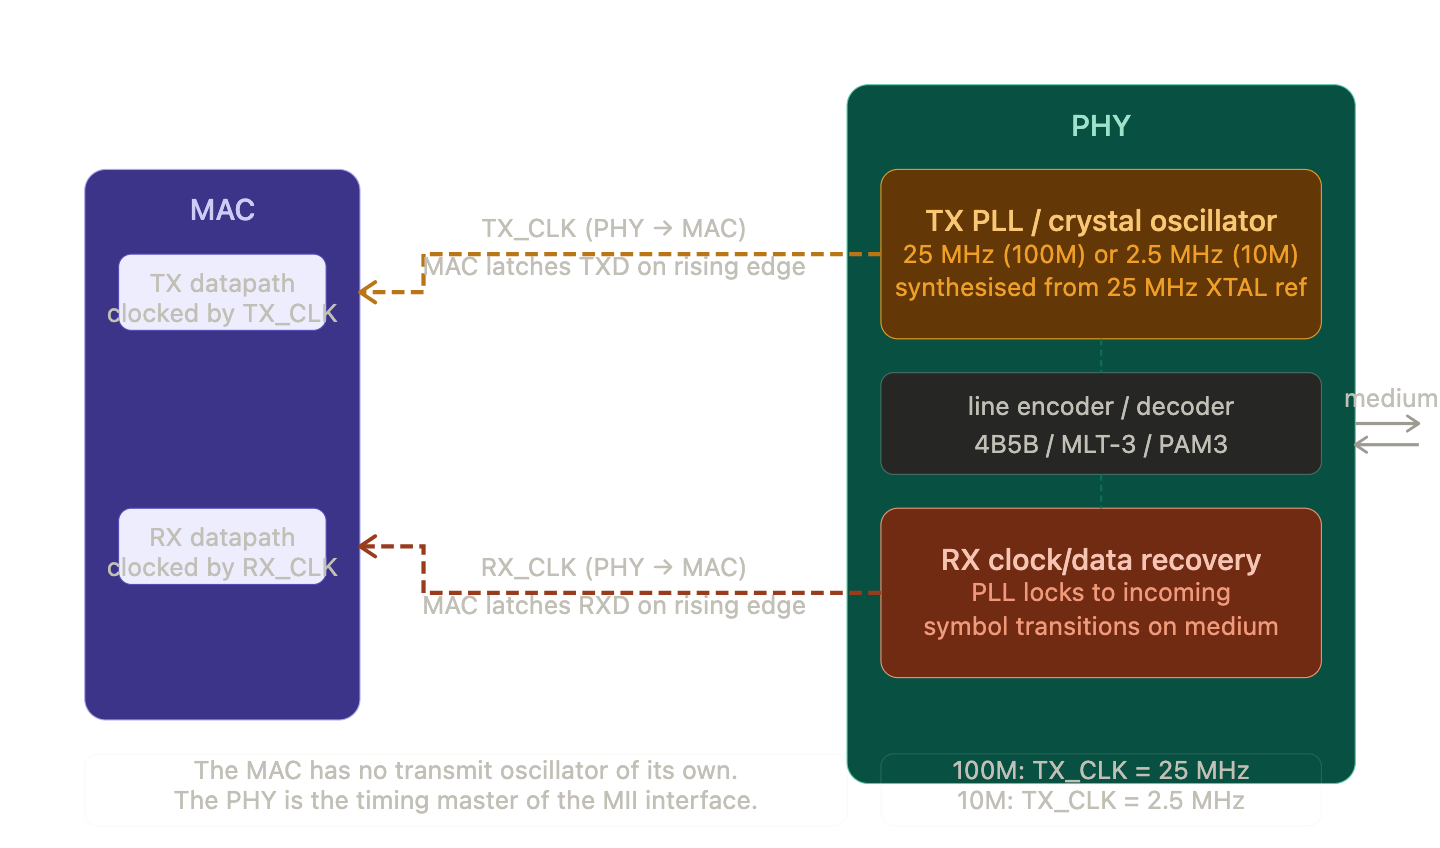 PHY
MAC
TX PLL / crystal oscillator
25 MHz (100M) or 2.5 MHz (10M)
synthesised from 25 MHz XTAL ref
TX_CLK (PHY → MAC)
MAC latches TXD on rising edge
TX datapath
clocked by TX_CLK
line encoder / decoder
4B5B / MLT-3 / PAM3
medium
RX datapath
clocked by RX_CLK
RX_CLK (PHY → MAC)
MAC latches RXD on rising edge
RX clock/data recovery
PLL locks to incoming
symbol transitions on medium
The MAC has no transmit oscillator of its own.
The PHY is the timing master of the MII interface.
100M: TX_CLK = 25 MHz
10M: TX_CLK = 2.5 MHz